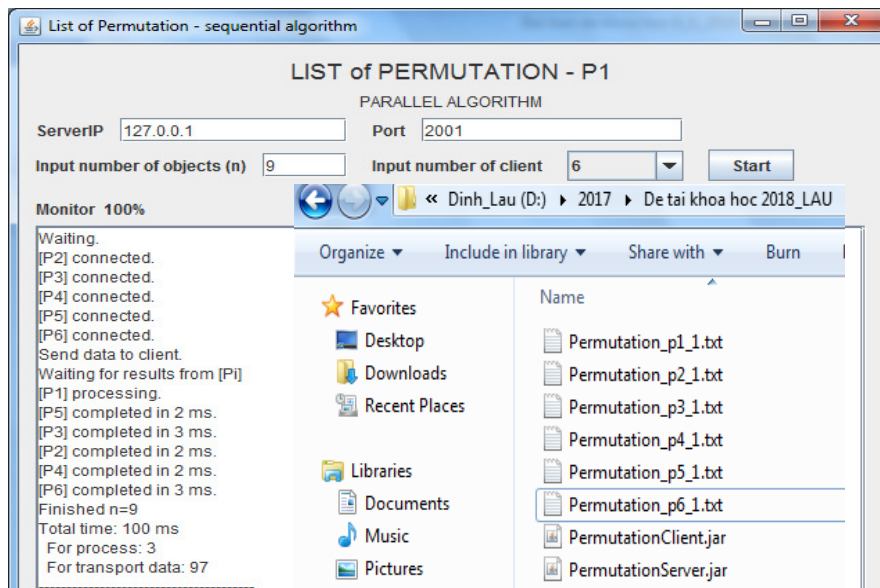 List of Permutation - sequential algorithm
LIST of PERMUTATION - P1
PARALLEL ALGORITHM
ServerIP 127.0.0.1 Port 2001
Input number of objects (n) 9 Input number of client 6 Start
Monitor 100%
Waiting.
[P2] connected.
[P3] connected.
[P4] connected.
[P5] connected.
[P6] connected.
Send data to client.
Waiting for results from [Pi]
[P1] processing.
[P5] completed in 2 ms.
[P3] completed in 3 ms.
[P2] completed in 2 ms.
[P4] completed in 2 ms.
[P6] completed in 3 ms.
Finished n=9
Total time: 100 ms
For process: 3
For transport data: 97
« Dinh_Lau (D:) 2017 De tai khoa hoc 2018_LAU
Organize Include in library Share with Burn
Favorites
Desktop
Downloads
Recent Places
Libraries
Documents
Music
Pictures
Name
Permutation_p1_1.txt
Permutation_p2_1.txt
Permutation_p3_1.txt
Permutation_p4_1.txt
Permutation_p5_1.txt
Permutation_p6_1.txt
PermutationClient.jar
PermutationServer.jar